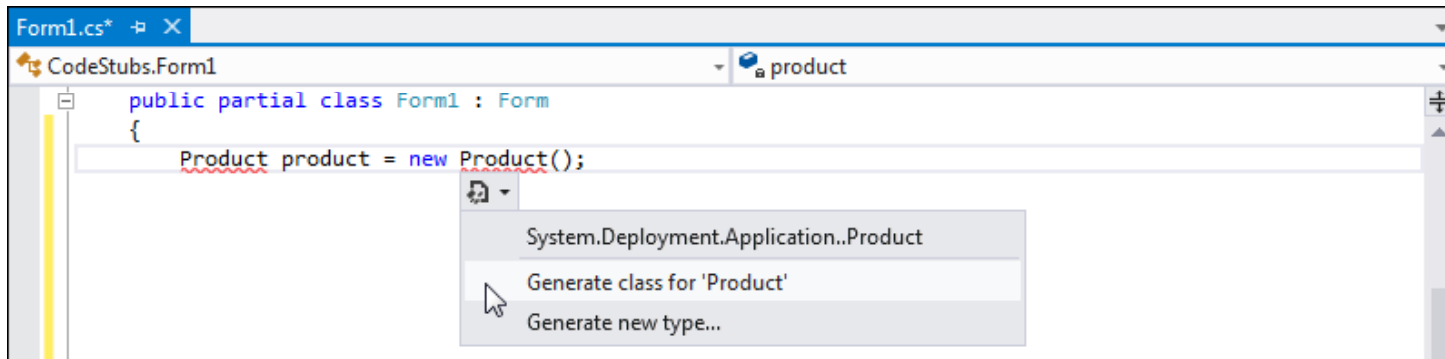 Form1.cs*
CodeStubs.Form1 product
public partial class Form1 : Form
{
Product product = new Product();
System.Deployment.Application..Product
Generate class for 'Product'
Generate new type...